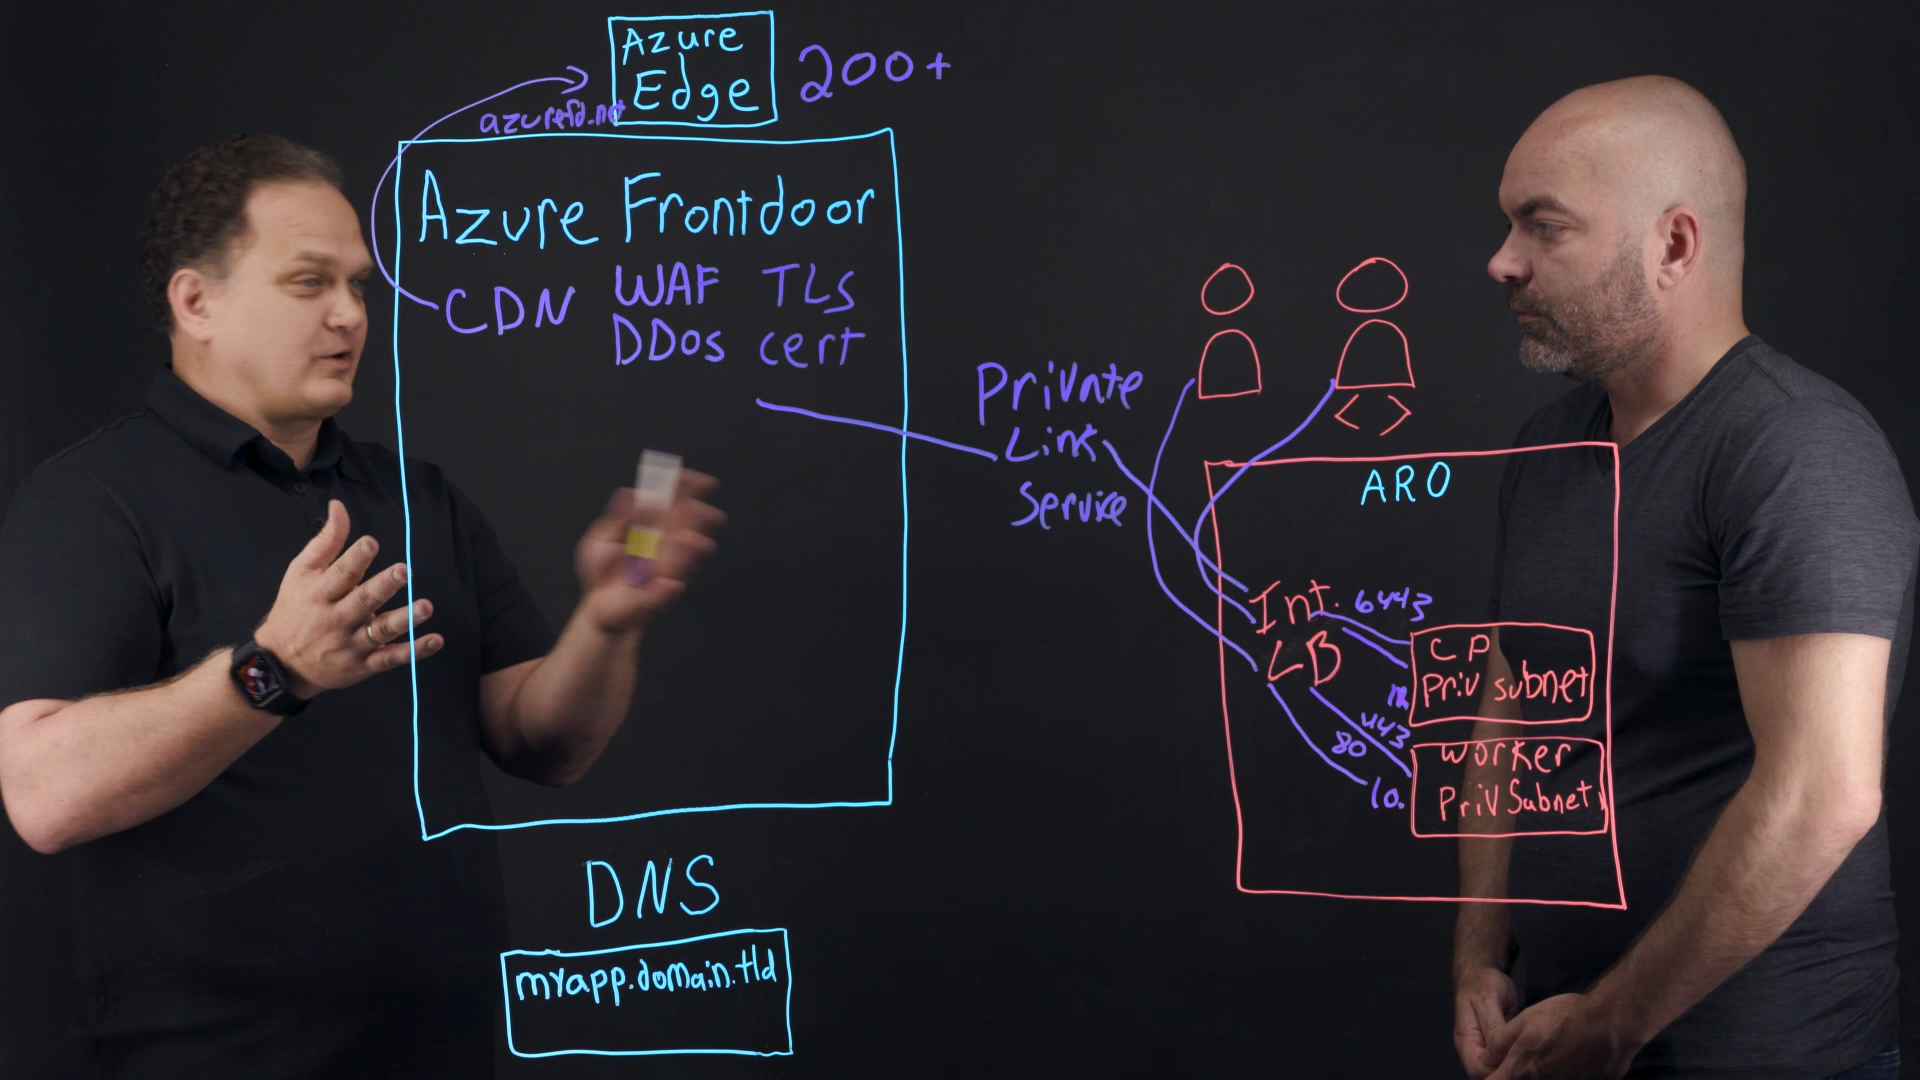 Azure
Edge
200+
azurefd.net
Azure Frontdoor
CDN
WAF
DDos
TLS
cert
Private
Link
Service
< >
ARO
Int.
LB
6443
CP
Priv subnet
443
80
10.
Worker
Priv Subnet
DNS
myapp.domain.tld